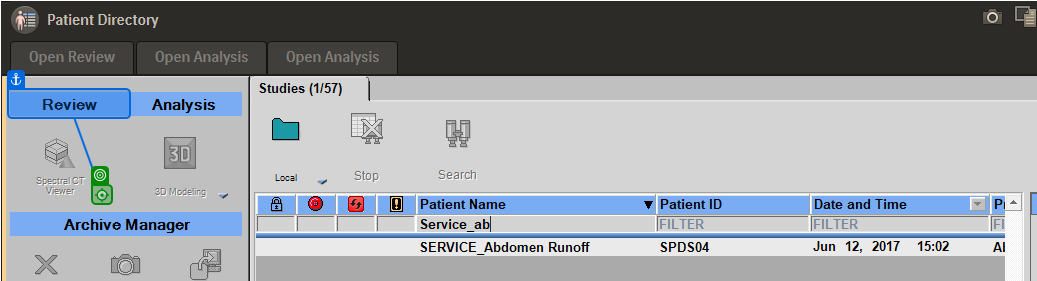 Patient Directory
Open Review
Open Analysis
Open Analysis
Review
Analysis
Spectral CT
Viewer
3D
3D Modeling
Archive Manager
Studies (1/57)
Local
Stop
Search
Patient Name
Patient ID
Date and Time
Service_ab
FILTER
FILTER
SERVICE_Abdomen Runoff
SPDS04
Jun 12, 2017 15:02